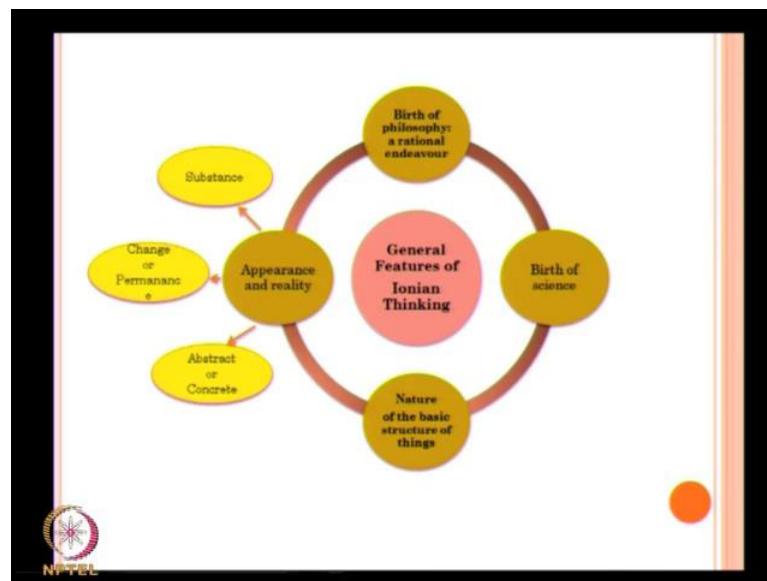 Birth of
philosophy:
a rational
endeavour
Substance
Change
or
Permananc
e
Appearance
and reality
General
Features of
Ionian
Thinking
Birth of
science
Abstract
or
Concrete
Nature
of the basic
structure of
things
NPTEL